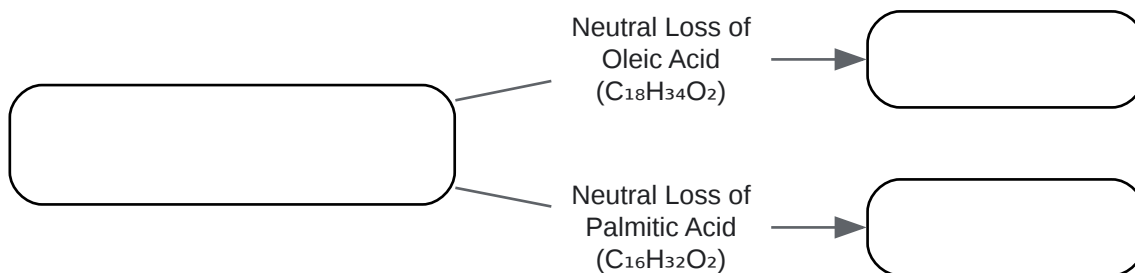 Neutral Loss of
Oleic Acid
(C₁₈H₃₄O₂)
Neutral Loss of
Palmitic Acid
(C₁₆H₃₂O₂)